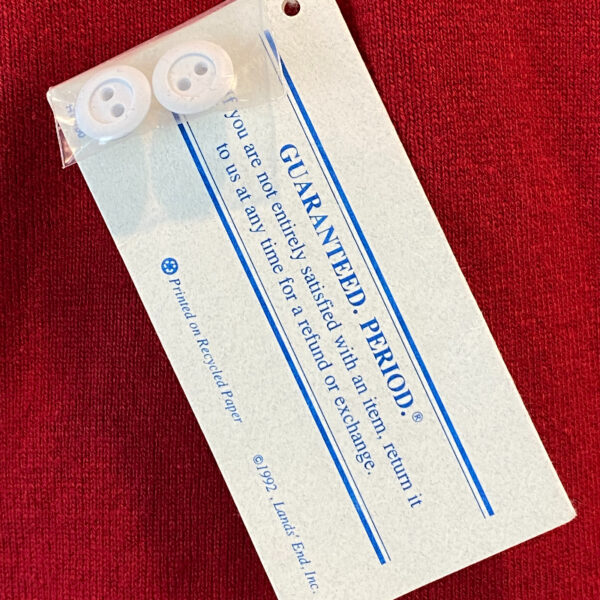 GUARANTEED. PERIOD.®
If you are not entirely satisfied with an item, return it
to us at any time for a refund or exchange.
Printed on Recycled Paper
©1992, Lands' End, Inc.